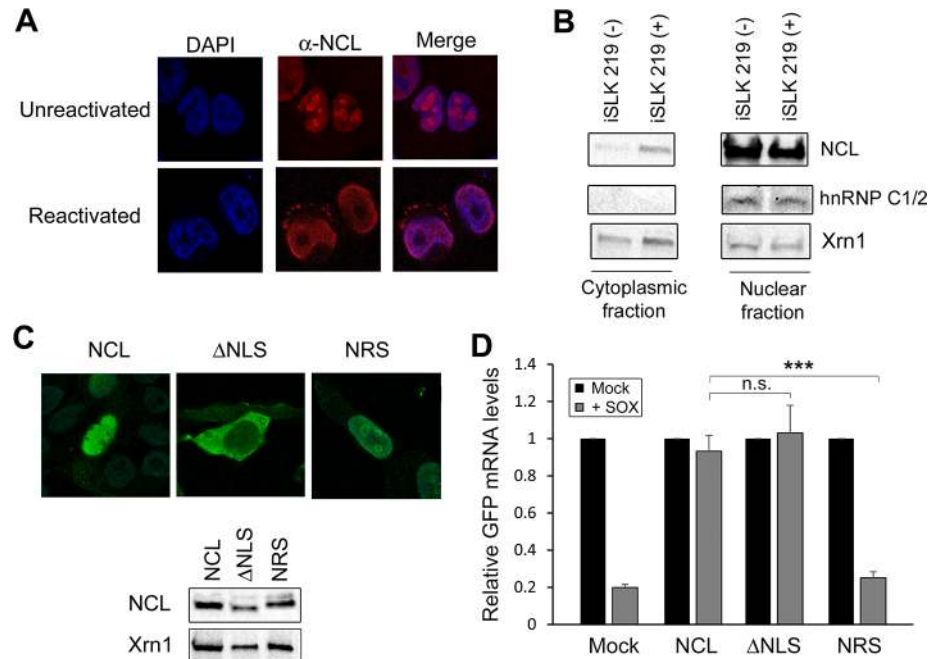 A
DAPI
α-NCL
Merge
Unreactivated
Reactivated
B
iSLK 219 (-)
iSLK 219 (+)
iSLK 219 (-)
iSLK 219 (+)
NCL
hnRNP C1/2
Xrn1
Cytoplasmic
fraction
Nuclear
fraction
C
NCL
ΔNLS
NRS
NCL
ΔNLS
NRS
NCL
Xrn1
D
Relative GFP mRNA levels
1.4
1.2
1
0.8
0.6
0.4
0.2
0
Mock
+ SOX
***
n.s.
Mock
NCL
ΔNLS
NRS